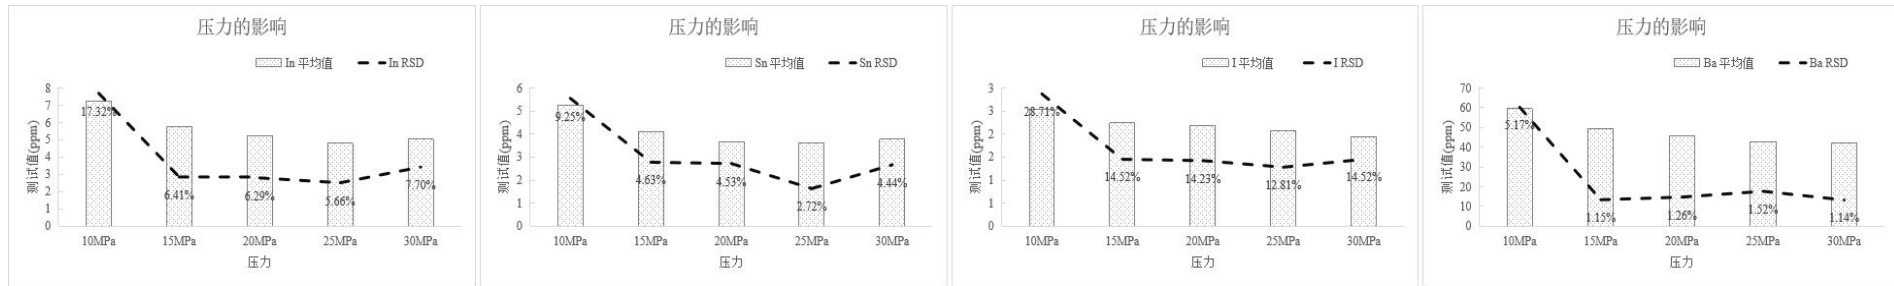 压力的影响
In 平均值 In RSD
8
7
6
5
4
3
2
1
0
测试值(ppm)
17.32%
6.41%
6.29%
5.66%
7.70%
10MPa 15MPa 20MPa 25MPa 30MPa
压力
压力的影响
Sn 平均值 Sn RSD
6
5
4
3
2
1
0
测试值(ppm)
9.25%
4.63%
4.53%
2.72%
4.44%
10MPa 15MPa 20MPa 25MPa 30MPa
压力
压力的影响
I 平均值 I RSD
3
3
2
2
1
1
0
测试值(ppm)
28.71%
14.52%
14.23%
12.81%
14.52%
10MPa 15MPa 20MPa 25MPa 30MPa
压力
压力的影响
Ba 平均值 Ba RSD
70
60
50
40
30
20
10
0
测试值(ppm)
5.17%
1.15%
1.26%
1.52%
1.14%
10MPa 15MPa 20MPa 25MPa 30MPa
压力